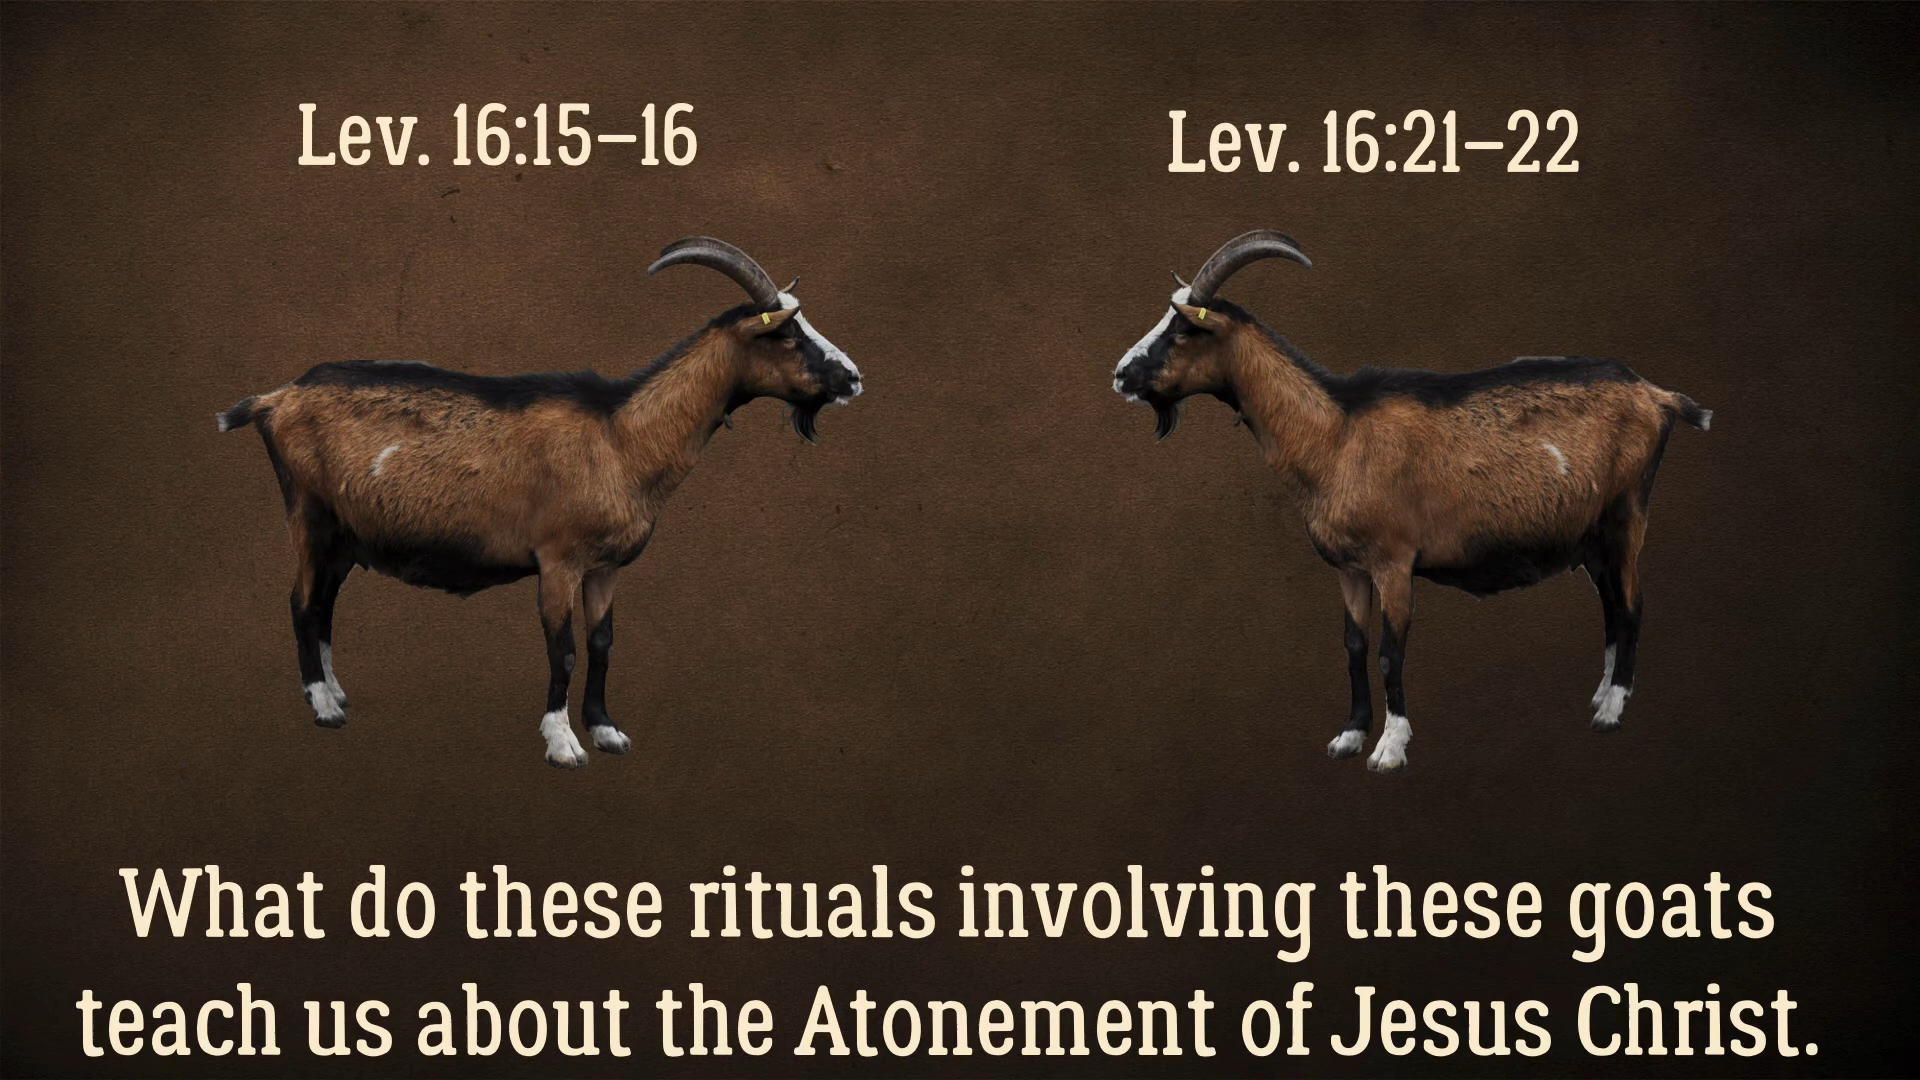 Lev. 16:15–16
Lev. 16:21–22
What do these rituals involving these goats
teach us about the Atonement of Jesus Christ.